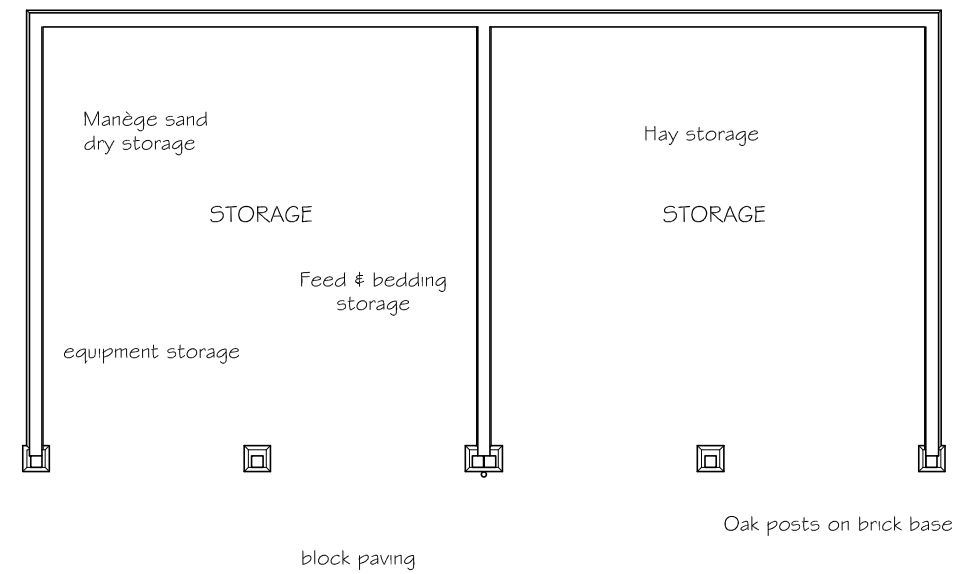 Manège sand
dry storage
Hay storage
STORAGE
STORAGE
Feed & bedding
storage
equipment storage
Oak posts on brick base
block paving